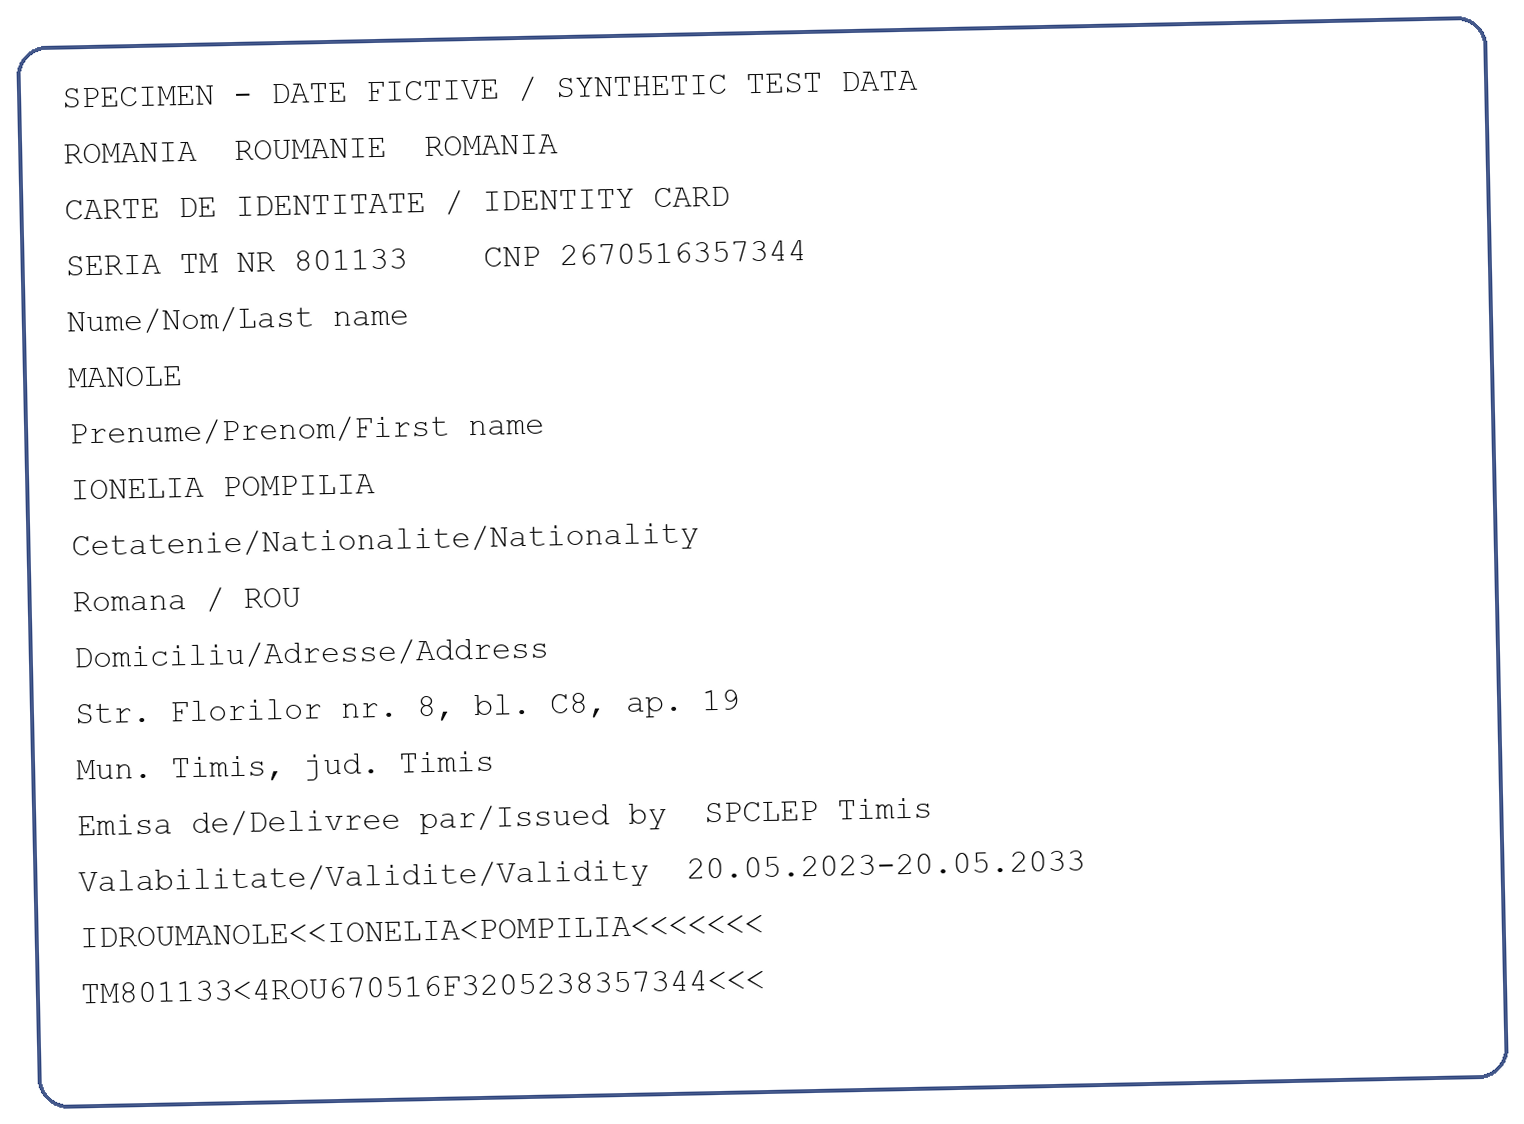 SPECIMEN - DATE FICTIVE / SYNTHETIC TEST DATA
ROMANIA  ROUMANIE  ROMANIA
CARTE DE IDENTITATE / IDENTITY CARD
SERIA TM NR 801133    CNP 2670516357344
Nume/Nom/Last name
MANOLE
Prenume/Prenom/First name
IONELIA POMPILIA
Cetatenie/Nationalite/Nationality
Romana / ROU
Domiciliu/Adresse/Address
Str. Florilor nr. 8, bl. C8, ap. 19
Mun. Timis, jud. Timis
Emisa de/Delivree par/Issued by  SPCLEP Timis
Valabilitate/Validite/Validity  20.05.2023-20.05.2033
IDROUMANOLE<<IONELIA<POMPILIA<<<<<<<
TM801133<4ROU670516F3205238357344<<<